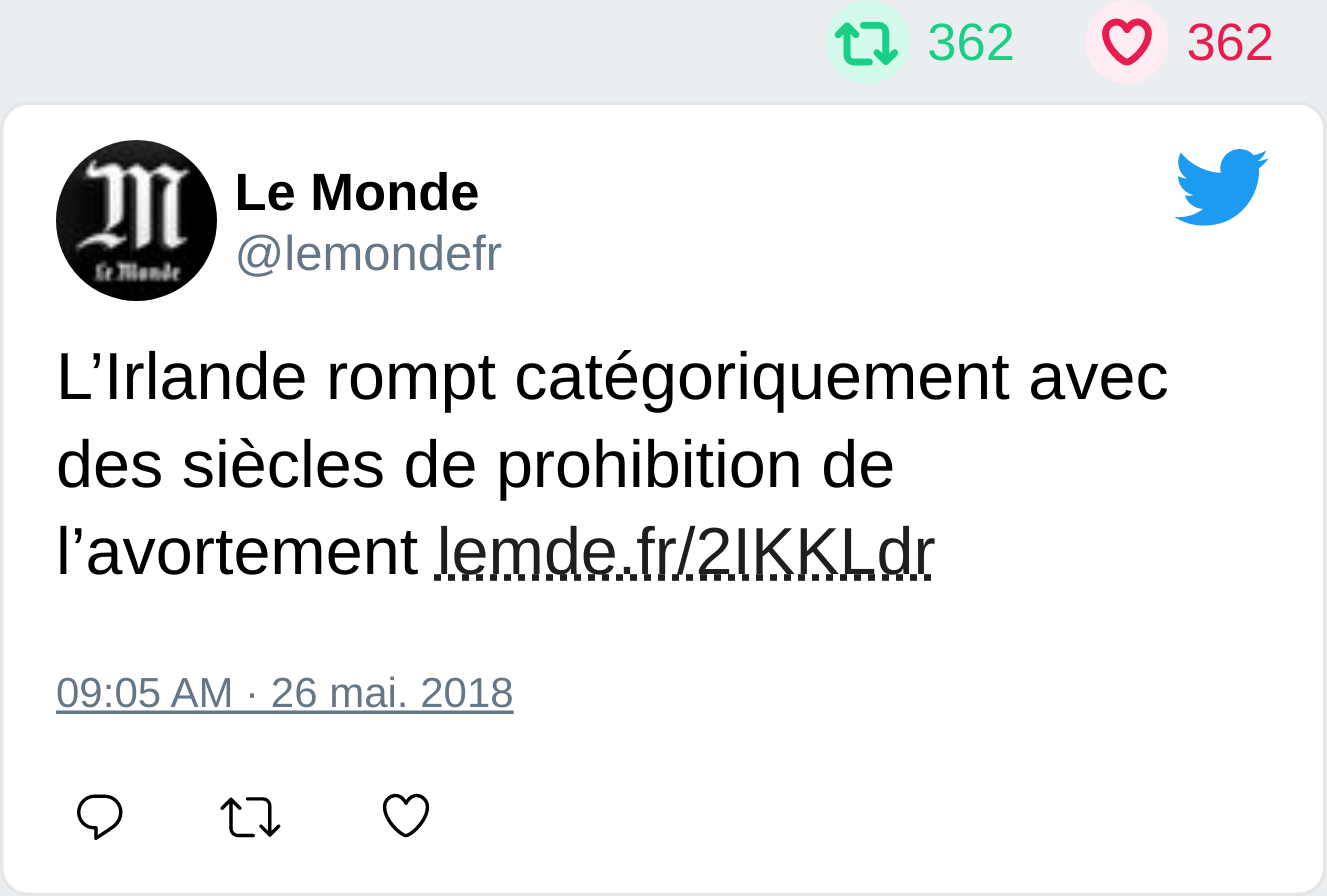 362 362
Le Monde
@lemondefr
L’Irlande rompt catégoriquement avec
des siècles de prohibition de
l’avortement lemde.fr/2IKKLdr
09:05 AM · 26 mai. 2018
M
Le Monde